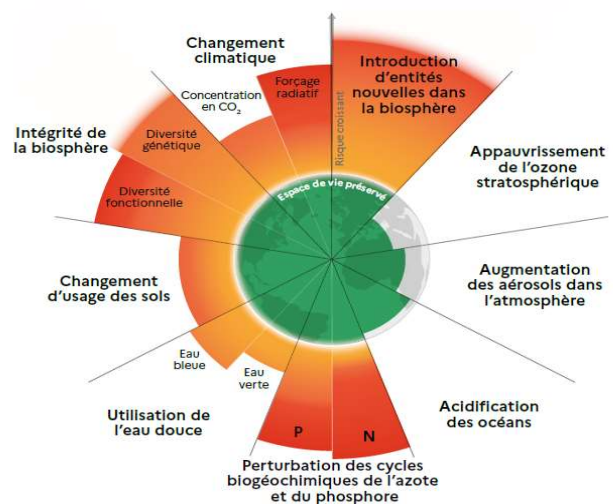 Changement
climatique
Concentration
en CO₂
Forçage
radiatif
Risque croissant
Introduction
d'entités
nouvelles dans
la biosphère
Intégrité de
la biosphère
Diversité
génétique
Diversité
fonctionnelle
Espace de vie préservé
Appauvrissement
de l'ozone
stratosphérique
Changement
d'usage des sols
Augmentation
des aérosols dans
l'atmosphère
Eau
bleue
Eau
verte
Utilisation de
l'eau douce
P
N
Acidification
des océans
Perturbation des cycles
biogéochimiques de l'azote
et du phosphore